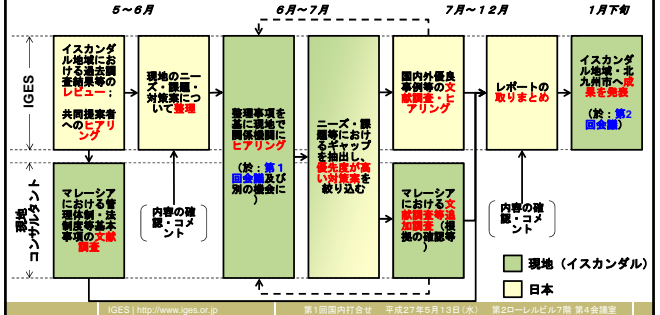 5~6月
6月~7月
7月~12月
1月下旬
IGES
イスカンダ
ル地域にお
ける過去調
査結果等の
レビュー;
共同提案者
へのヒアリ
ング
現地のニー
ズ・課題・
対策案につ
いて整理
整理事項を
基に現地で
関係機関に
ヒアリング
(於:第1
回会議及び
別の機会に
)
ニーズ・課
題等におけ
るギャップ
を抽出し、
優先度が高
い対策案を
絞り込む
国内外優良
事例等の文
献調査・ヒ
アリング
レポートの
取りまとめ
イスカンダ
ル地域・北
九州市へ成
果を発表
(於:第2
回会議)
現地
コンサルタント
マレーシア
における管
理体制・法
制度等の基本
事項の文献
調査
内容の確
認・コメ
ント
マレーシア
における文
献調査等追
加調査(根
拠の確認等
)
内容の確
認・コメ
ント
現地(イスカンダル)
日本
IGES | http://www.iges.or.jp
第1回国内打合せ 平成27年5月13日(水) 第2ローレルビル7階 第4会議室